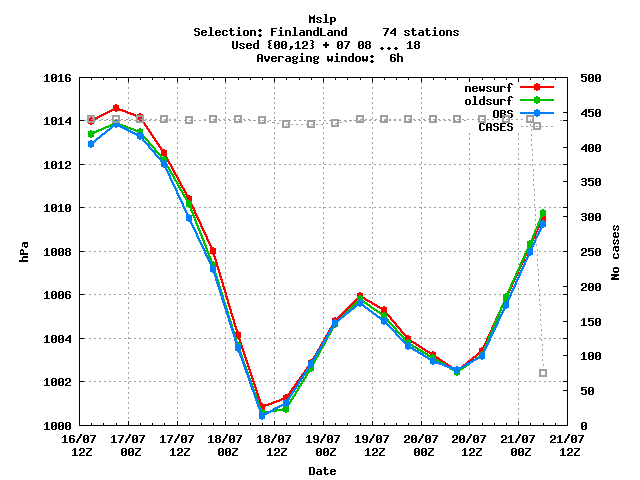 Mslp
Selection: FinlandLand     74 stations
Used {00,12} + 07 08 ... 18
Averaging window:  6h
newsurf
oldsurf
OBS
CASES
1016
1014
1012
1010
1008
1006
1004
1002
1000
hPa
500
450
400
350
300
250
200
150
100
50
0
No cases
16/07 17/07 17/07 18/07 18/07 19/07 19/07 20/07 20/07 21/07 21/07
12Z 00Z 12Z 00Z 12Z 00Z 12Z 00Z 12Z 00Z 12Z
Date